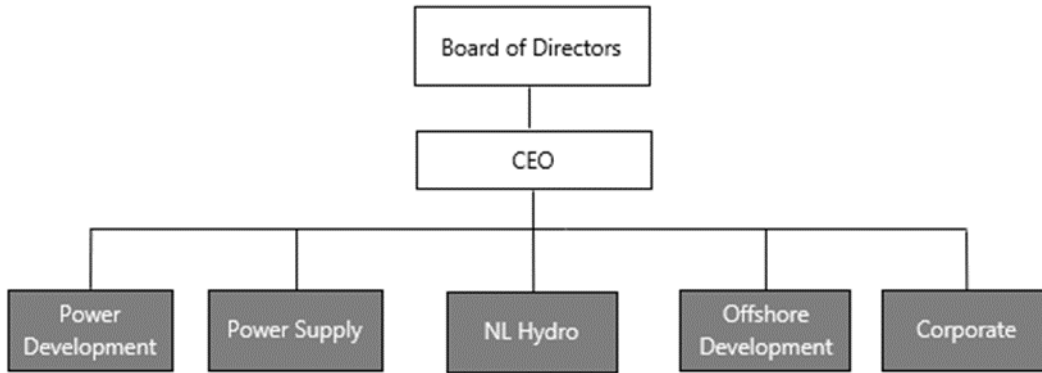 Board of Directors
CEO
Power
Development
Power Supply
NL Hydro
Offshore
Development
Corporate